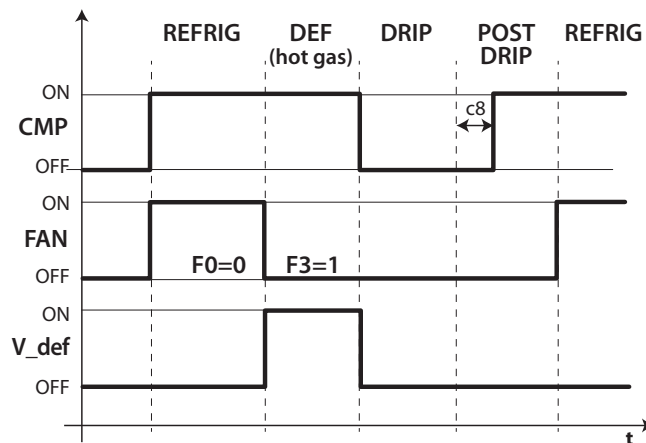 REFRIG DEF DRIP POST REFRIG
(hot gas) DRIP
ON
c8
CMP
OFF
ON
FAN
F0=0 F3=1
OFF
ON
V_def
OFF
t